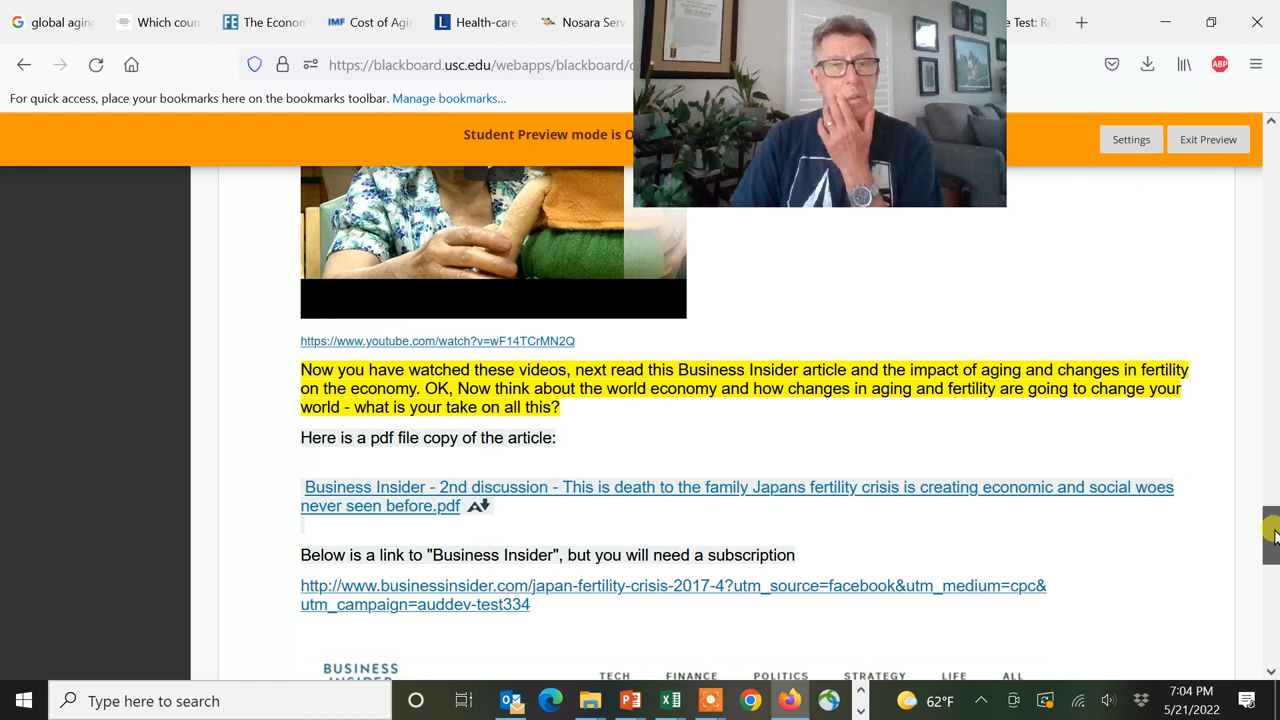 global aging
Which coun
The Econom
Cost of Agin
Health-care
Nosara Serv
e Test: Re
https://blackboard.usc.edu/webapps/blackboard/c
For quick access, place your bookmarks here on the bookmarks toolbar. Manage bookmarks...
Student Preview mode is O
Settings
Exit Preview
https://www.youtube.com/watch?v=wF14TCrMN2Q
Now you have watched these videos, next read this Business Insider article and the impact of aging and changes in fertility
on the economy. OK, Now think about the world economy and how changes in aging and fertility are going to change your
world - what is your take on all this?
Here is a pdf file copy of the article:
Business Insider - 2nd discussion - This is death to the family Japans fertility crisis is creating economic and social woes
never seen before.pdf
Below is a link to "Business Insider", but you will need a subscription
http://www.businessinsider.com/japan-fertility-crisis-2017-4?utm_source=facebook&utm_medium=cpc&
utm_campaign=auddev-test334
BUSINESS
INSIDER
TECH FINANCE POLITICS STRATEGY LIFE ALL
Type here to search
62°F
7:04 PM
5/21/2022